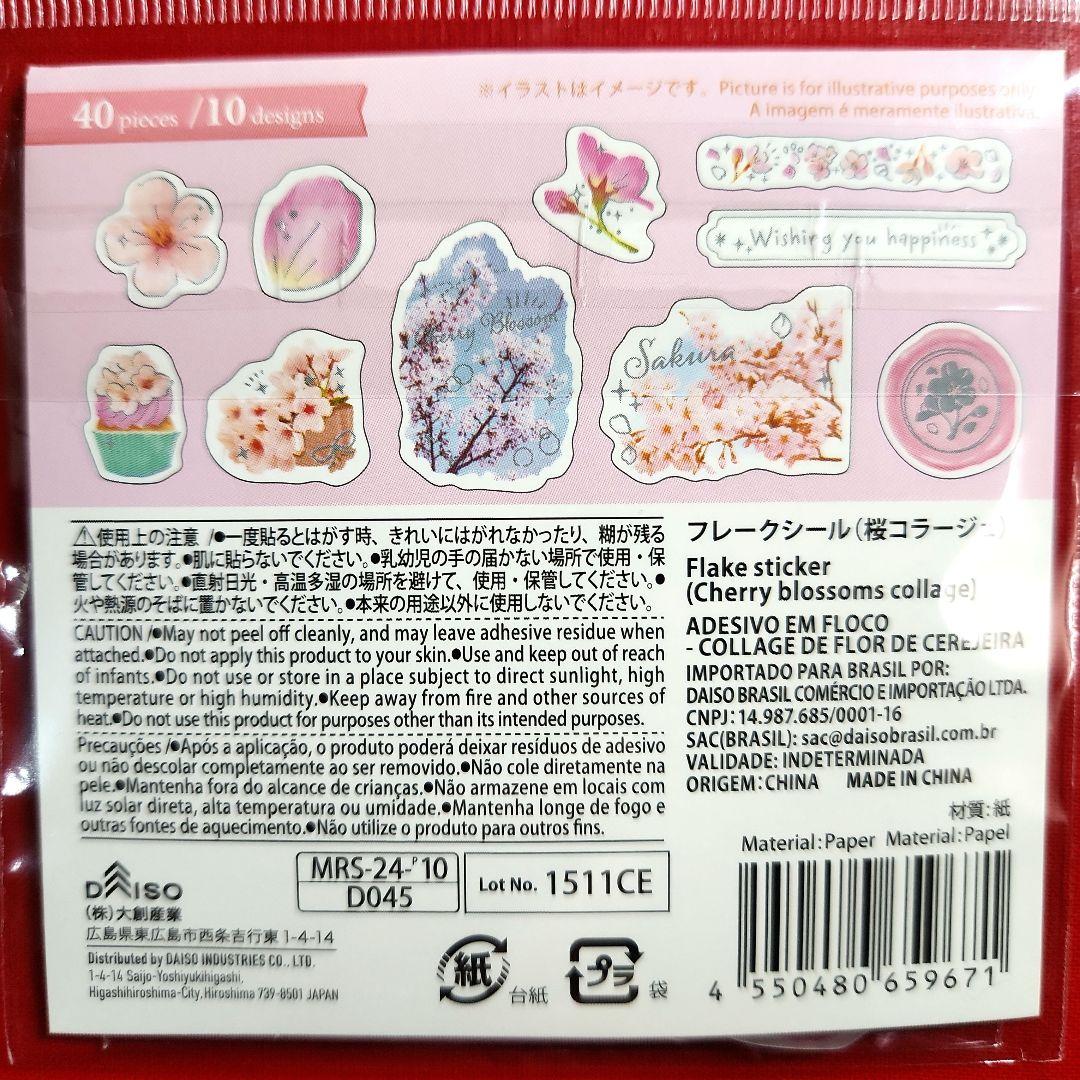 40 pieces /10 designs
※イラストはイメージです。Picture is for illustrative purposes only.
A imagem é meramente ilustrativa.
Wishing you happiness
Cherry Blossom
Sakura
⚠使用上の注意 /●一度貼るとはがす時、きれいにはがれなかったり、糊が残る
場合があります。●肌に貼らないでください。●乳幼児の手の届かない場所で使用・保
管してください。●直射日光・高温多湿の場所を避けて、使用・保管してください。●
火や熱源のそばに置かないでください。●本来の用途以外に使用しないでください。
CAUTION /●May not peel off cleanly, and may leave adhesive residue when
attached.●Do not apply this product to your skin.●Use and keep out of reach
of infants.●Do not use or store in a place subject to direct sunlight, high
temperature or high humidity.●Keep away from fire and other sources of
heat.●Do not use this product for purposes other than its intended purposes.
Precauções /●Após a aplicação, o produto poderá deixar resíduos de adesivo
ou não descolar completamente ao ser removido.●Não cole diretamente na
pele.●Mantenha fora do alcance de crianças.●Não armazene em locais com
luz solar direta, alta temperatura ou umidade.●Mantenha longe de fogo e
outras fontes de aquecimento.●Não utilize o produto para outros fins.
フレークシール(桜コラージュ)
Flake sticker
(Cherry blossoms collage)
ADESIVO EM FLOCO
- COLLAGE DE FLOR DE CEREJEIRA
IMPORTADO PARA BRASIL POR:
DAISO BRASIL COMÉRCIO E IMPORTAÇÃO LTDA.
CNPJ:14.987.685/0001-16
SAC(BRASIL): sac@daisobrasil.com.br
VALIDADE: INDETERMINADA
ORIGEM:CHINA MADE IN CHINA
材質:紙
Material:Paper Material:Papel
DAISO
(株)大創産業
広島県東広島市西条吉行東1-4-14
Distributed by DAISO INDUSTRIES CO., LTD.
1-4-14 Saijo-Yoshiyukihigashi,
Higashihiroshima-City, Hiroshima 739-8501 JAPAN
MRS-24-P10
D045
Lot No. 1511CE
紙 台紙
プラ 袋
4 550480 659671